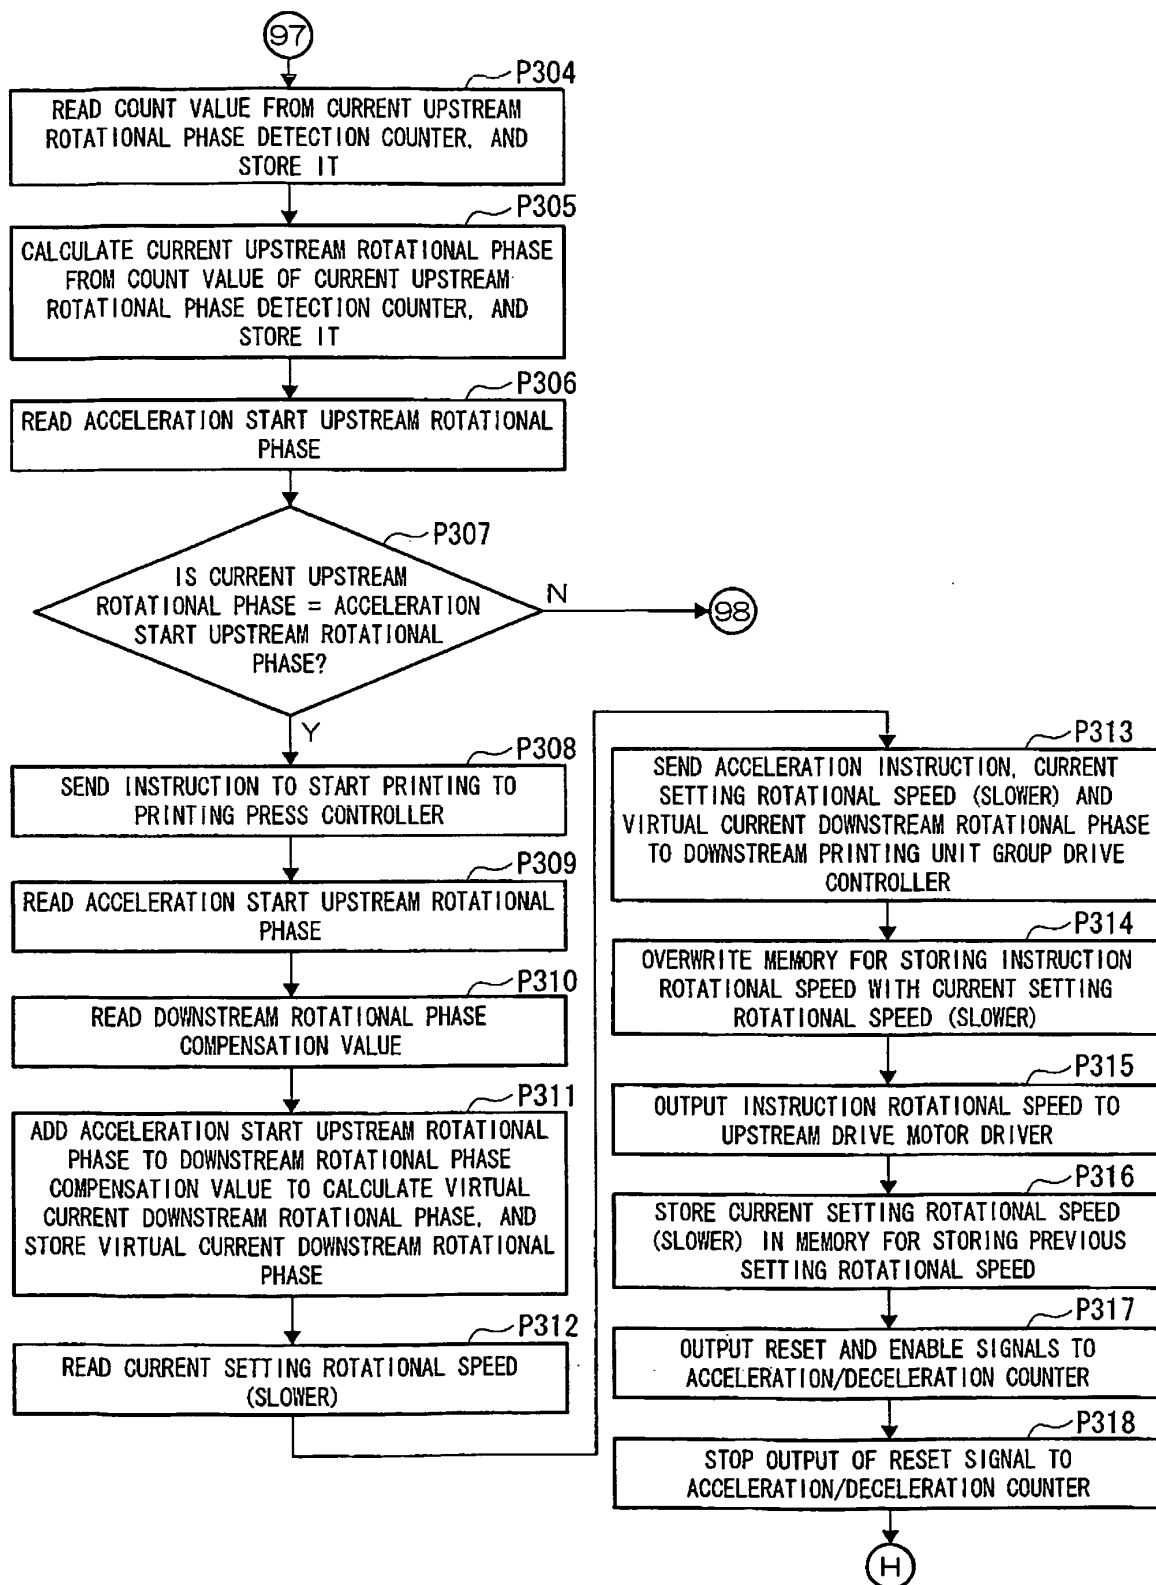 97
P304
READ COUNT VALUE FROM CURRENT UPSTREAM
ROTATIONAL PHASE DETECTION COUNTER, AND
STORE IT
P305
CALCULATE CURRENT UPSTREAM ROTATIONAL PHASE
FROM COUNT VALUE OF CURRENT UPSTREAM
ROTATIONAL PHASE DETECTION COUNTER, AND
STORE IT
P306
READ ACCELERATION START UPSTREAM ROTATIONAL
PHASE
P307
IS CURRENT UPSTREAM
ROTATIONAL PHASE = ACCELERATION
START UPSTREAM ROTATIONAL
PHASE?
N
98
Y
P308
SEND INSTRUCTION TO START PRINTING TO
PRINTING PRESS CONTROLLER
P309
READ ACCELERATION START UPSTREAM ROTATIONAL
PHASE
P310
READ DOWNSTREAM ROTATIONAL PHASE
COMPENSATION VALUE
P311
ADD ACCELERATION START UPSTREAM ROTATIONAL
PHASE TO DOWNSTREAM ROTATIONAL PHASE
COMPENSATION VALUE TO CALCULATE VIRTUAL
CURRENT DOWNSTREAM ROTATIONAL PHASE, AND
STORE VIRTUAL CURRENT DOWNSTREAM ROTATIONAL
PHASE
P312
READ CURRENT SETTING ROTATIONAL SPEED
(SLOWER)
P313
SEND ACCELERATION INSTRUCTION, CURRENT
SETTING ROTATIONAL SPEED (SLOWER) AND
VIRTUAL CURRENT DOWNSTREAM ROTATIONAL PHASE
TO DOWNSTREAM PRINTING UNIT GROUP DRIVE
CONTROLLER
P314
OVERWRITE MEMORY FOR STORING INSTRUCTION
ROTATIONAL SPEED WITH CURRENT SETTING
ROTATIONAL SPEED (SLOWER)
P315
OUTPUT INSTRUCTION ROTATIONAL SPEED TO
UPSTREAM DRIVE MOTOR DRIVER
P316
STORE CURRENT SETTING ROTATIONAL SPEED
(SLOWER) IN MEMORY FOR STORING PREVIOUS
SETTING ROTATIONAL SPEED
P317
OUTPUT RESET AND ENABLE SIGNALS TO
ACCELERATION/DECELERATION COUNTER
P318
STOP OUTPUT OF RESET SIGNAL TO
ACCELERATION/DECELERATION COUNTER
H